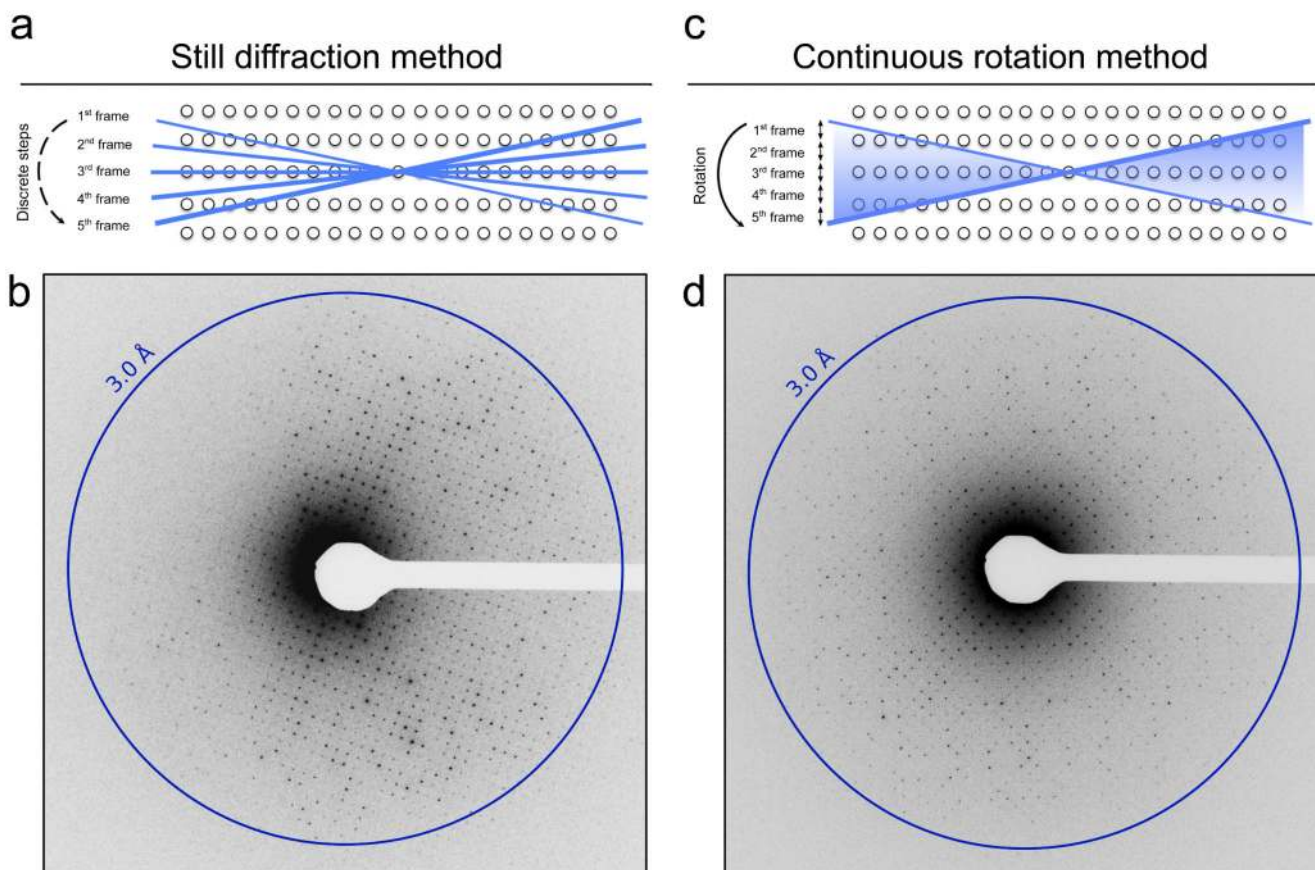 a
Still diffraction method
Discrete steps
1st frame
2nd frame
3rd frame
4th frame
5th frame
b
3.0 Å
c
Continuous rotation method
Rotation
1st frame
2nd frame
3rd frame
4th frame
5th frame
d
3.0 Å